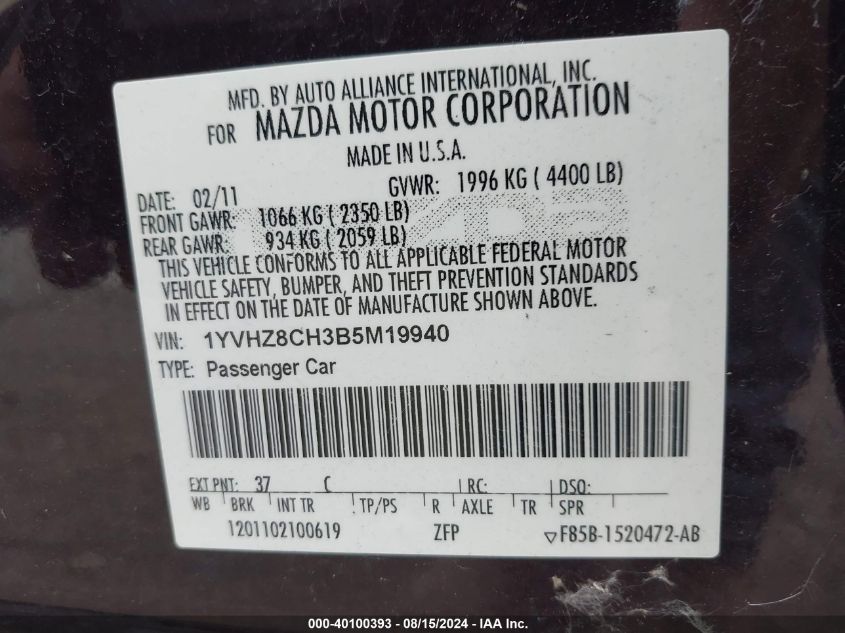 MFD. BY AUTO ALLIANCE INTERNATIONAL, INC.
FOR MAZDA MOTOR CORPORATION
MADE IN U.S.A.
DATE: 02/11 GVWR: 1996 KG ( 4400 LB)
FRONT GAWR: 1066 KG ( 2350 LB)
REAR GAWR: 934 KG ( 2059 LB)
THIS VEHICLE CONFORMS TO ALL APPLICABLE FEDERAL MOTOR
VEHICLE SAFETY, BUMPER, AND THEFT PREVENTION STANDARDS
IN EFFECT ON THE DATE OF MANUFACTURE SHOWN ABOVE.
VIN: 1YVHZ8CH3B5M19940
TYPE: Passenger Car
EXT PNT: 37 C RC: DSO:
WB BRK INT TR TP/PS R AXLE TR SPR
1201102100619 ZFP ▽F85B-1520472-AB
000-40100393 - 08/15/2024 - IAA Inc.